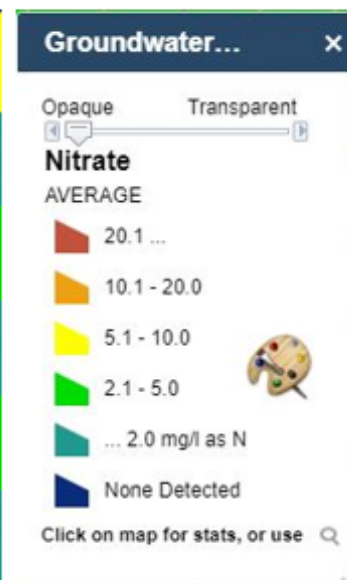 Groundwater... ×
Opaque Transparent
Nitrate
AVERAGE
20.1 ...
10.1 - 20.0
5.1 - 10.0
2.1 - 5.0
... 2.0 mg/l as N
None Detected
Click on map for stats, or use